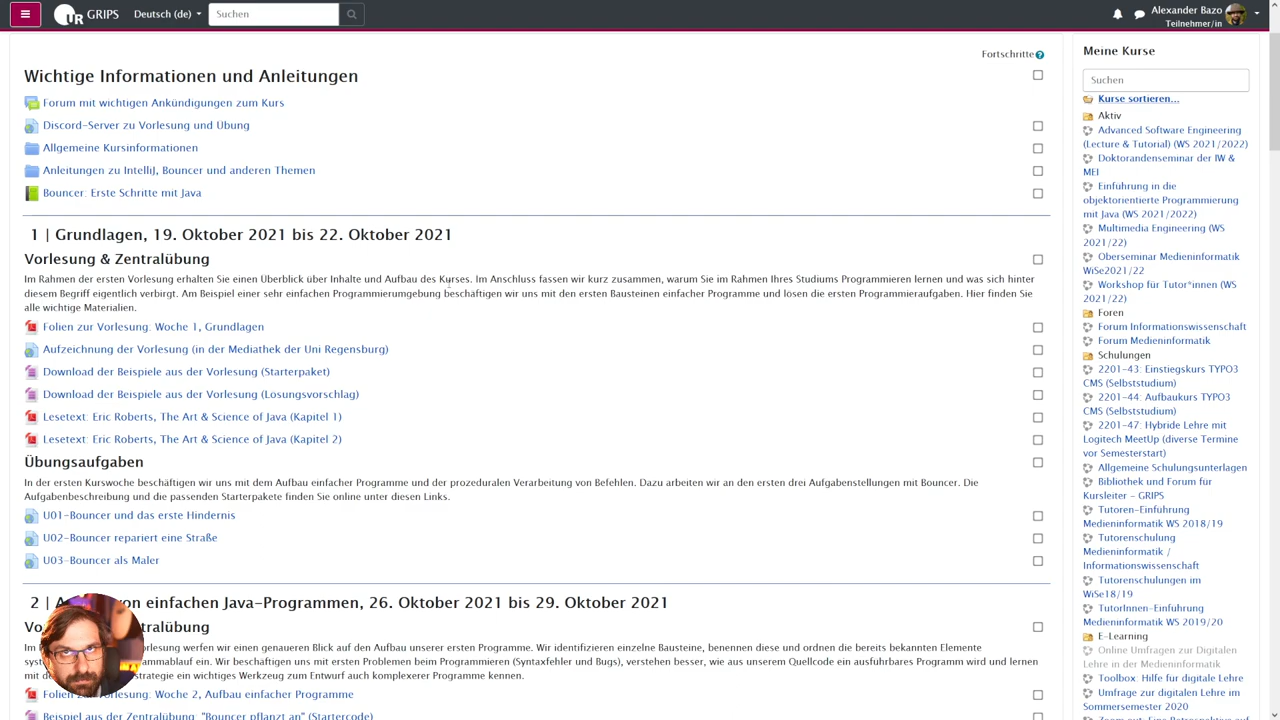 UR GRIPS Deutsch (de) Suchen Alexander Bazo
Teilnehmer/in
Fortschritte
Wichtige Informationen und Anleitungen
Forum mit wichtigen Ankündigungen zum Kurs
Discord-Server zu Vorlesung und Übung
Allgemeine Kursinformationen
Anleitungen zu IntelliJ, Bouncer und anderen Themen
Bouncer: Erste Schritte mit Java
1 | Grundlagen, 19. Oktober 2021 bis 22. Oktober 2021
Vorlesung & Zentralübung
Im Rahmen der ersten Vorlesung erhalten Sie einen Überblick über Inhalte und Aufbau des Kurses. Im Anschluss fassen wir kurz zusammen, warum Sie im Rahmen Ihres Studiums Programmieren lernen und was sich hinter
diesem Begriff eigentlich verbirgt. Am Beispiel einer sehr einfachen Programmierumgebung beschäftigen wir uns mit den ersten Bausteinen einfacher Programme und lösen die ersten Programmieraufgaben. Hier finden Sie
alle wichtige Materialien.
Folien zur Vorlesung: Woche 1, Grundlagen
Aufzeichnung der Vorlesung (in der Mediathek der Uni Regensburg)
Download der Beispiele aus der Vorlesung (Starterpaket)
Download der Beispiele aus der Vorlesung (Lösungsvorschlag)
Lesetext: Eric Roberts, The Art & Science of Java (Kapitel 1)
Lesetext: Eric Roberts, The Art & Science of Java (Kapitel 2)
Übungsaufgaben
In der ersten Kurswoche beschäftigen wir uns mit dem Aufbau einfacher Programme und der prozeduralen Verarbeitung von Befehlen. Dazu arbeiten wir an den ersten drei Aufgabenstellungen mit Bouncer. Die
Aufgabenbeschreibung und die passenden Starterpakete finden Sie online unter diesen Links.
U01-Bouncer und das erste Hindernis
U02-Bouncer repariert eine Straße
U03-Bouncer als Maler
2 | von einfachen Java-Programmen, 26. Oktober 2021 bis 29. Oktober 2021
tralübung
werfen wir einen genaueren Blick auf den Aufbau unserer ersten Programme. Wir identifizieren einzelne Bausteine, benennen diese und ordnen die bereits bekannten Elemente
ein. Wir beschäftigen uns mit ersten Problemen beim Programmieren (Syntaxfehler und Bugs), verstehen besser, wie aus unserem Quellcode ein ausführbares Programm wird und lernen
ein wichtiges Werkzeug zum Entwurf auch komplexerer Programme kennen.
Folien zur Vorlesung: Woche 2, Aufbau einfacher Programme
Beispiel aus der Zentralübung: "Bouncer pflanzt an" (Startercode)
Meine Kurse
Suchen
Kurse sortieren...
Aktiv
Advanced Software Engineering
(Lecture & Tutorial) (WS 2021/2022)
Doktorandenseminar der IW &
MEI
Einführung in die
objektorientierte Programmierung
mit Java (WS 2021/2022)
Multimedia Engineering (WS
2021/22)
Oberseminar Medieninformatik
WiSe2021/22
Workshop für Tutor*innen (WS
2021/22)
Foren
Forum Informationswissenschaft
Forum Medieninformatik
Schulungen
2201-43: Einstiegskurs TYPO3
CMS (Selbststudium)
2201-44: Aufbaukurs TYPO3
CMS (Selbststudium)
2201-47: Hybride Lehre mit
Logitech MeetUp (diverse Termine
vor Semesterstart)
Allgemeine Schulungsunterlagen
Bibliothek und Forum für
Kursleiter - GRIPS
Tutoren-Einführung
Medieninformatik WS 2018/19
Tutorenschulung
Medieninformatik /
Informationswissenschaft
Tutorenschulungen im
WiSe18/19
TutorInnen-Einführung
Medieninformatik WS 2019/20
E-Learning
Online Umfragen zur Digitalen
Lehre in der Medieninformatik
Toolbox: Hilfe für digitale Lehre
Umfrage zur digitalen Lehre im
Sommersemester 2020
Zoom out: Eine Retrospektive auf